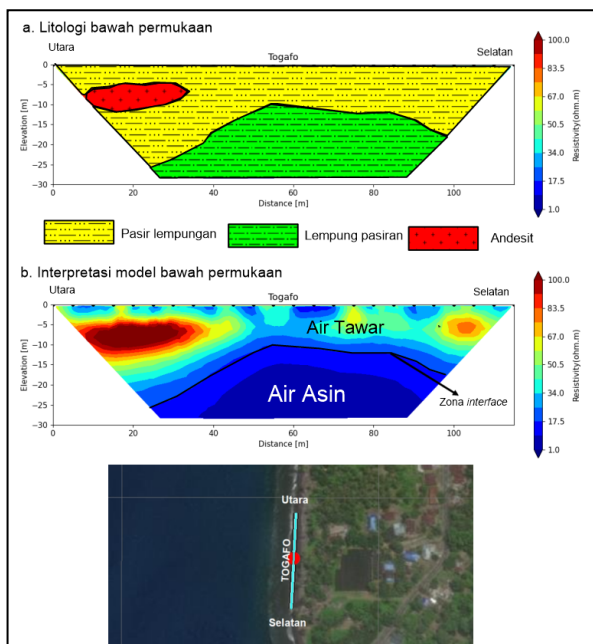 a. Litologi bawah permukaan
Utara
Togafo
Selatan
0
−5
−10
−15
−20
−25
−30
Elevation [m]
0 20 40 60 80 100
Distance [m]
100.0
83.5
67.0
50.5
34.0
17.5
1.0
Resistivity(ohm.m)
Pasir lempungan
Lempung pasiran
Andesit
b. Interpretasi model bawah permukaan
Utara
Togafo
Selatan
0
−5
−10
−15
−20
−25
−30
Elevation [m]
Air Tawar
Air Asin
Zona interface
0 20 40 60 80 100
Distance [m]
100.0
83.5
67.0
50.5
34.0
17.5
1.0
Resistivity(ohm.m)
Utara
TOGAFO
Selatan